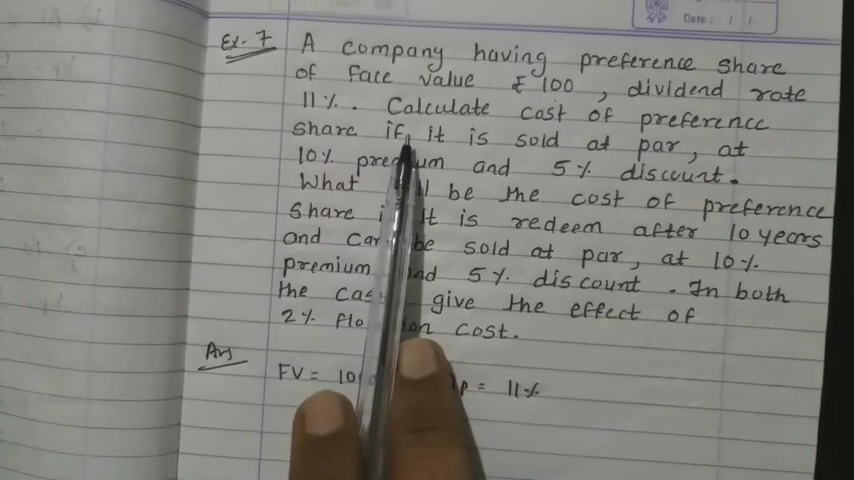 Date: / /
Ex. 7 A company having preference share
of Face value ₹ 100 , dividend rate
11% . Calculate cost of preference
share if it is sold at par, at
10% and 5% discount.
What be the cost of preference
Share it is redeem after 10 years
and can be sold at par, at 10%
premium and 5% discount . In both
the give the effect of
2% cost.
Ans
FV = = 11%